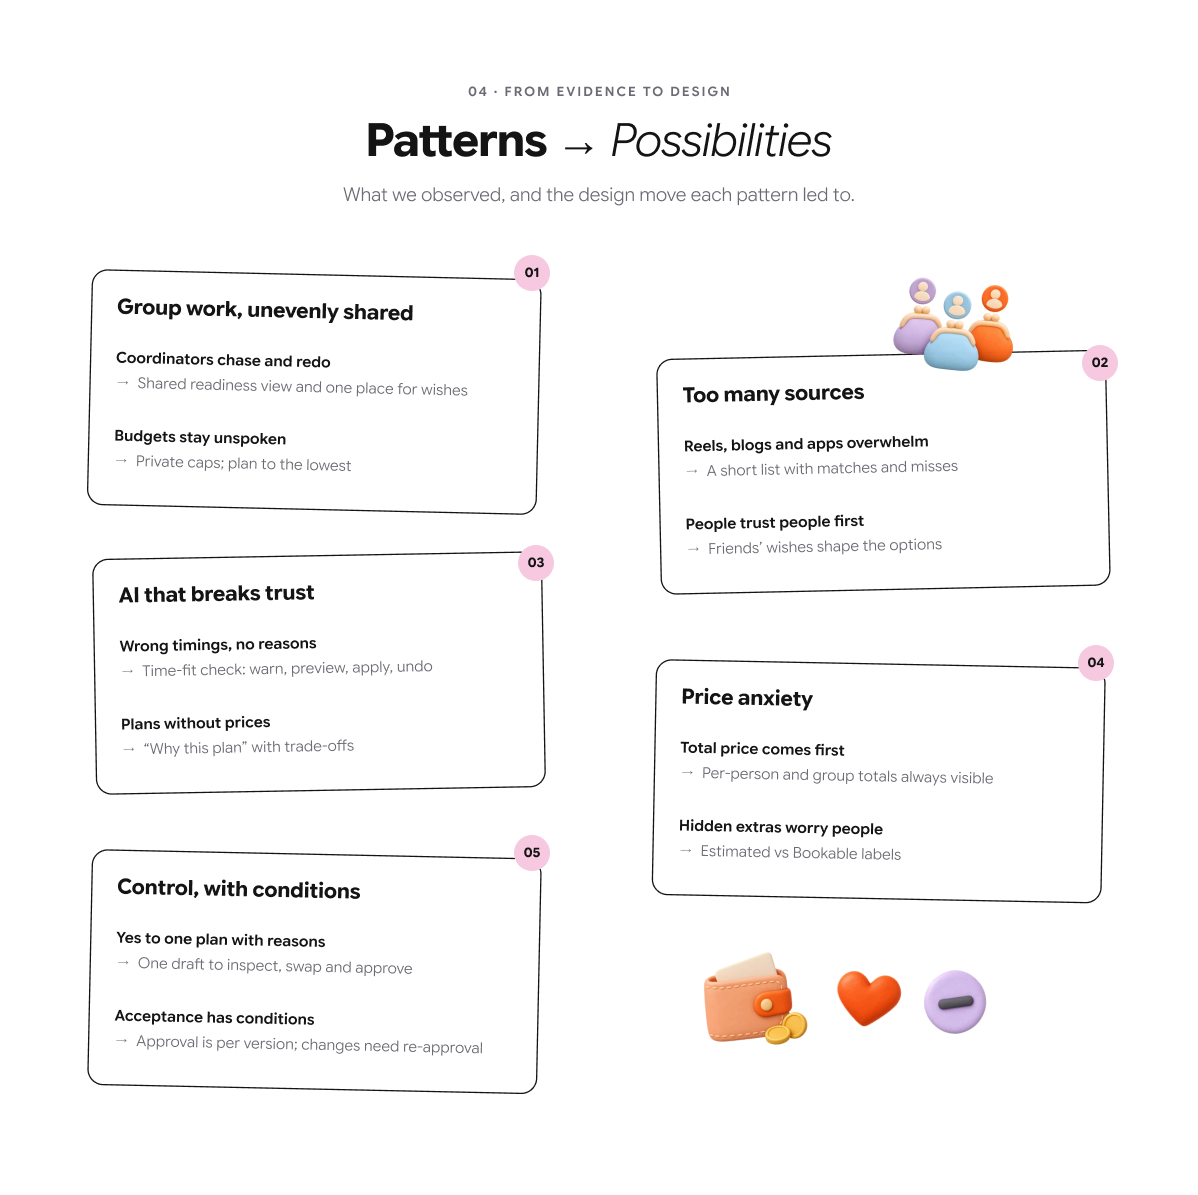 04 · FROM EVIDENCE TO DESIGN
Patterns → Possibilities
What we observed, and the design move each pattern led to.
01
Group work, unevenly shared
Coordinators chase and redo
→ Shared readiness view and one place for wishes
Budgets stay unspoken
→ Private caps; plan to the lowest
02
Too many sources
Reels, blogs and apps overwhelm
→ A short list with matches and misses
People trust people first
→ Friends’ wishes shape the options
03
AI that breaks trust
Wrong timings, no reasons
→ Time-fit check: warn, preview, apply, undo
Plans without prices
→ “Why this plan” with trade-offs
04
Price anxiety
Total price comes first
→ Per-person and group totals always visible
Hidden extras worry people
→ Estimated vs Bookable labels
05
Control, with conditions
Yes to one plan with reasons
→ One draft to inspect, swap and approve
Acceptance has conditions
→ Approval is per version; changes need re-approval